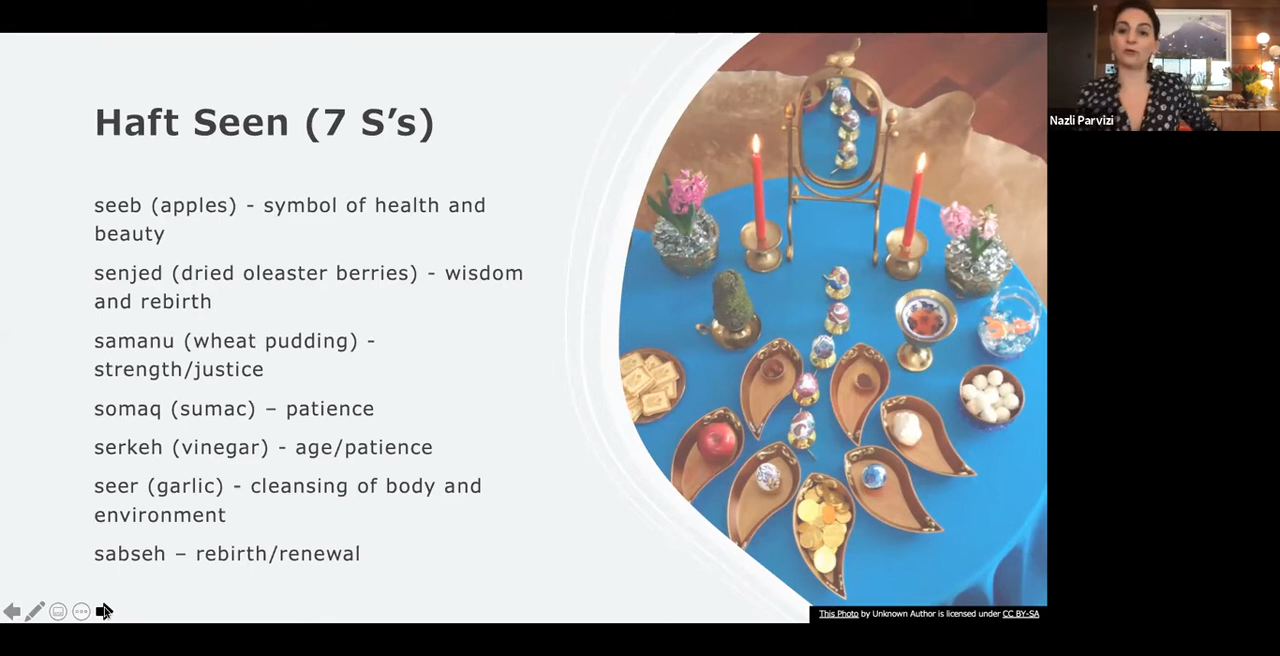 Haft Seen (7 S’s)
seeb (apples) - symbol of health and
beauty
senjed (dried oleaster berries) - wisdom
and rebirth
samanu (wheat pudding) -
strength/justice
somaq (sumac) – patience
serkeh (vinegar) - age/patience
seer (garlic) - cleansing of body and
environment
sabseh – rebirth/renewal
This Photo by Unknown Author is licensed under CC BY-SA
Nazli Parvizi